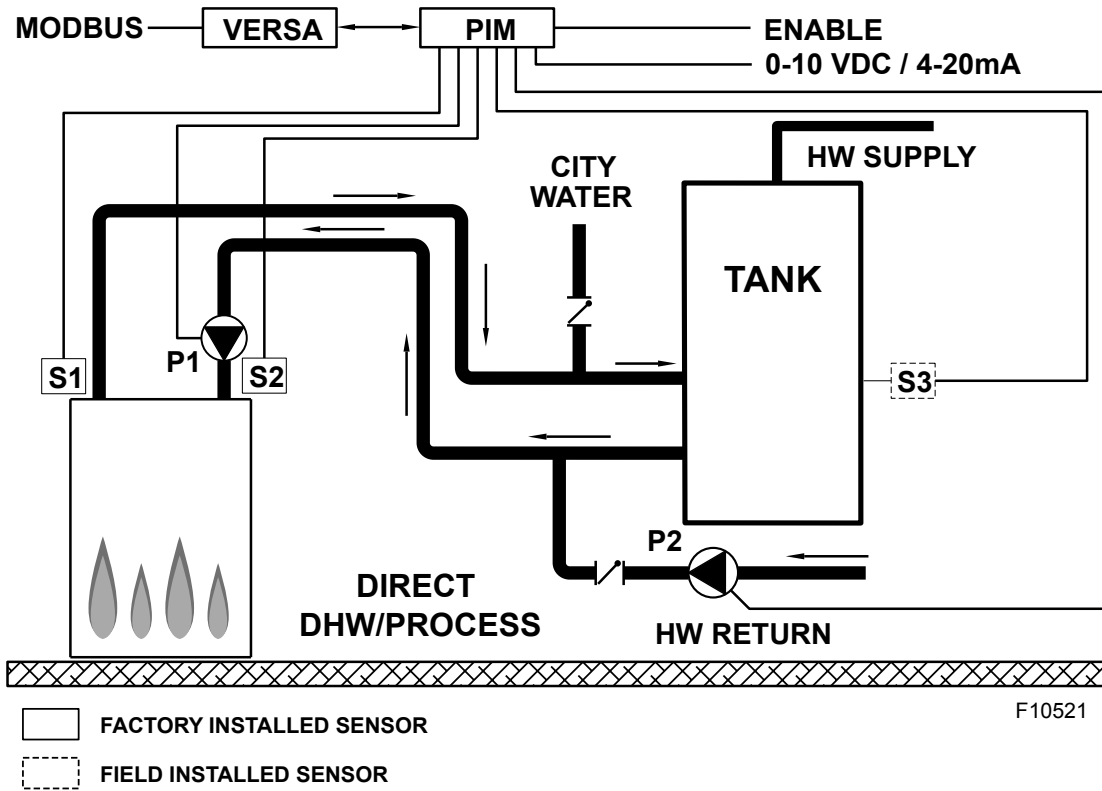 MODBUS
VERSA
PIM
ENABLE
0-10 VDC / 4-20mA
HW SUPPLY
CITY
WATER
TANK
P1
S1
S2
S3
P2
DIRECT
DHW/PROCESS
HW RETURN
F10521
FACTORY INSTALLED SENSOR
FIELD INSTALLED SENSOR